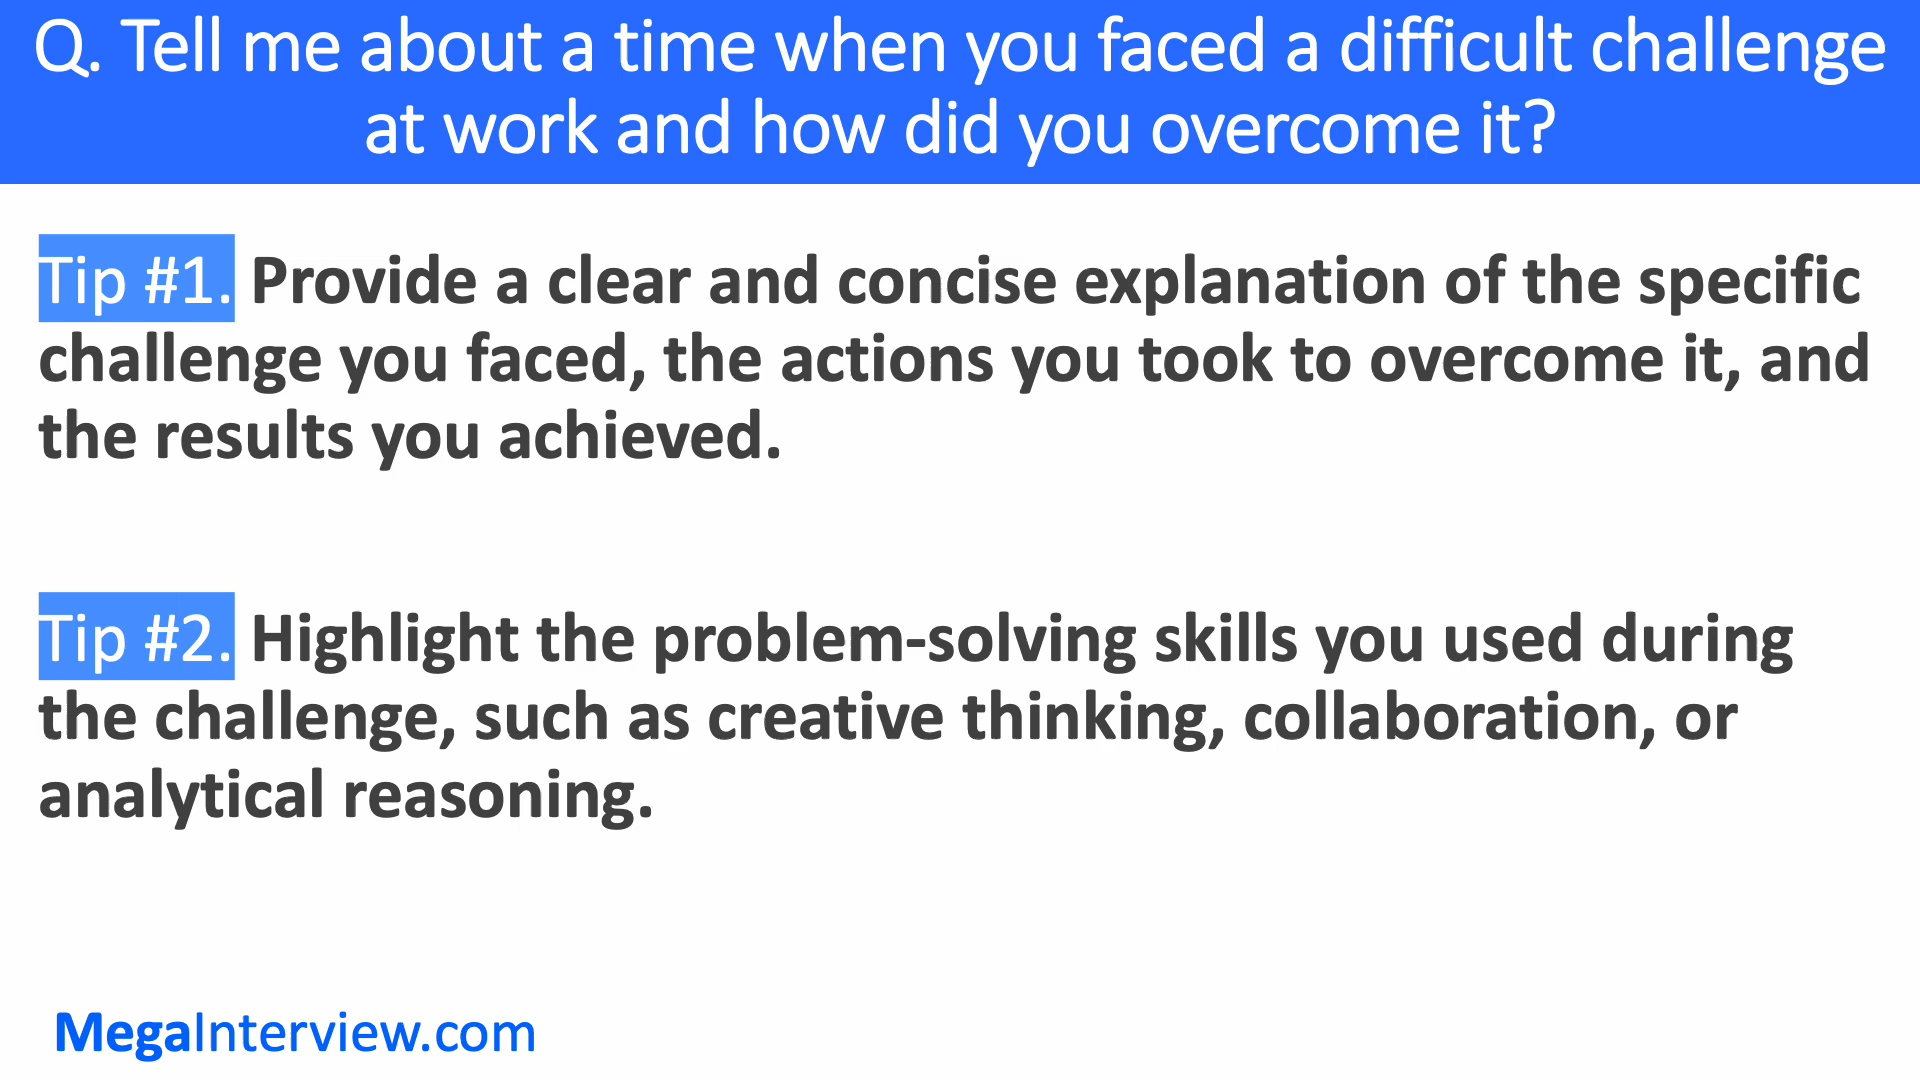 Q. Tell me about a time when you faced a difficult challenge
at work and how did you overcome it?
Tip #1. Provide a clear and concise explanation of the specific
challenge you faced, the actions you took to overcome it, and
the results you achieved.
Tip #2. Highlight the problem-solving skills you used during
the challenge, such as creative thinking, collaboration, or
analytical reasoning.
MegaInterview.com